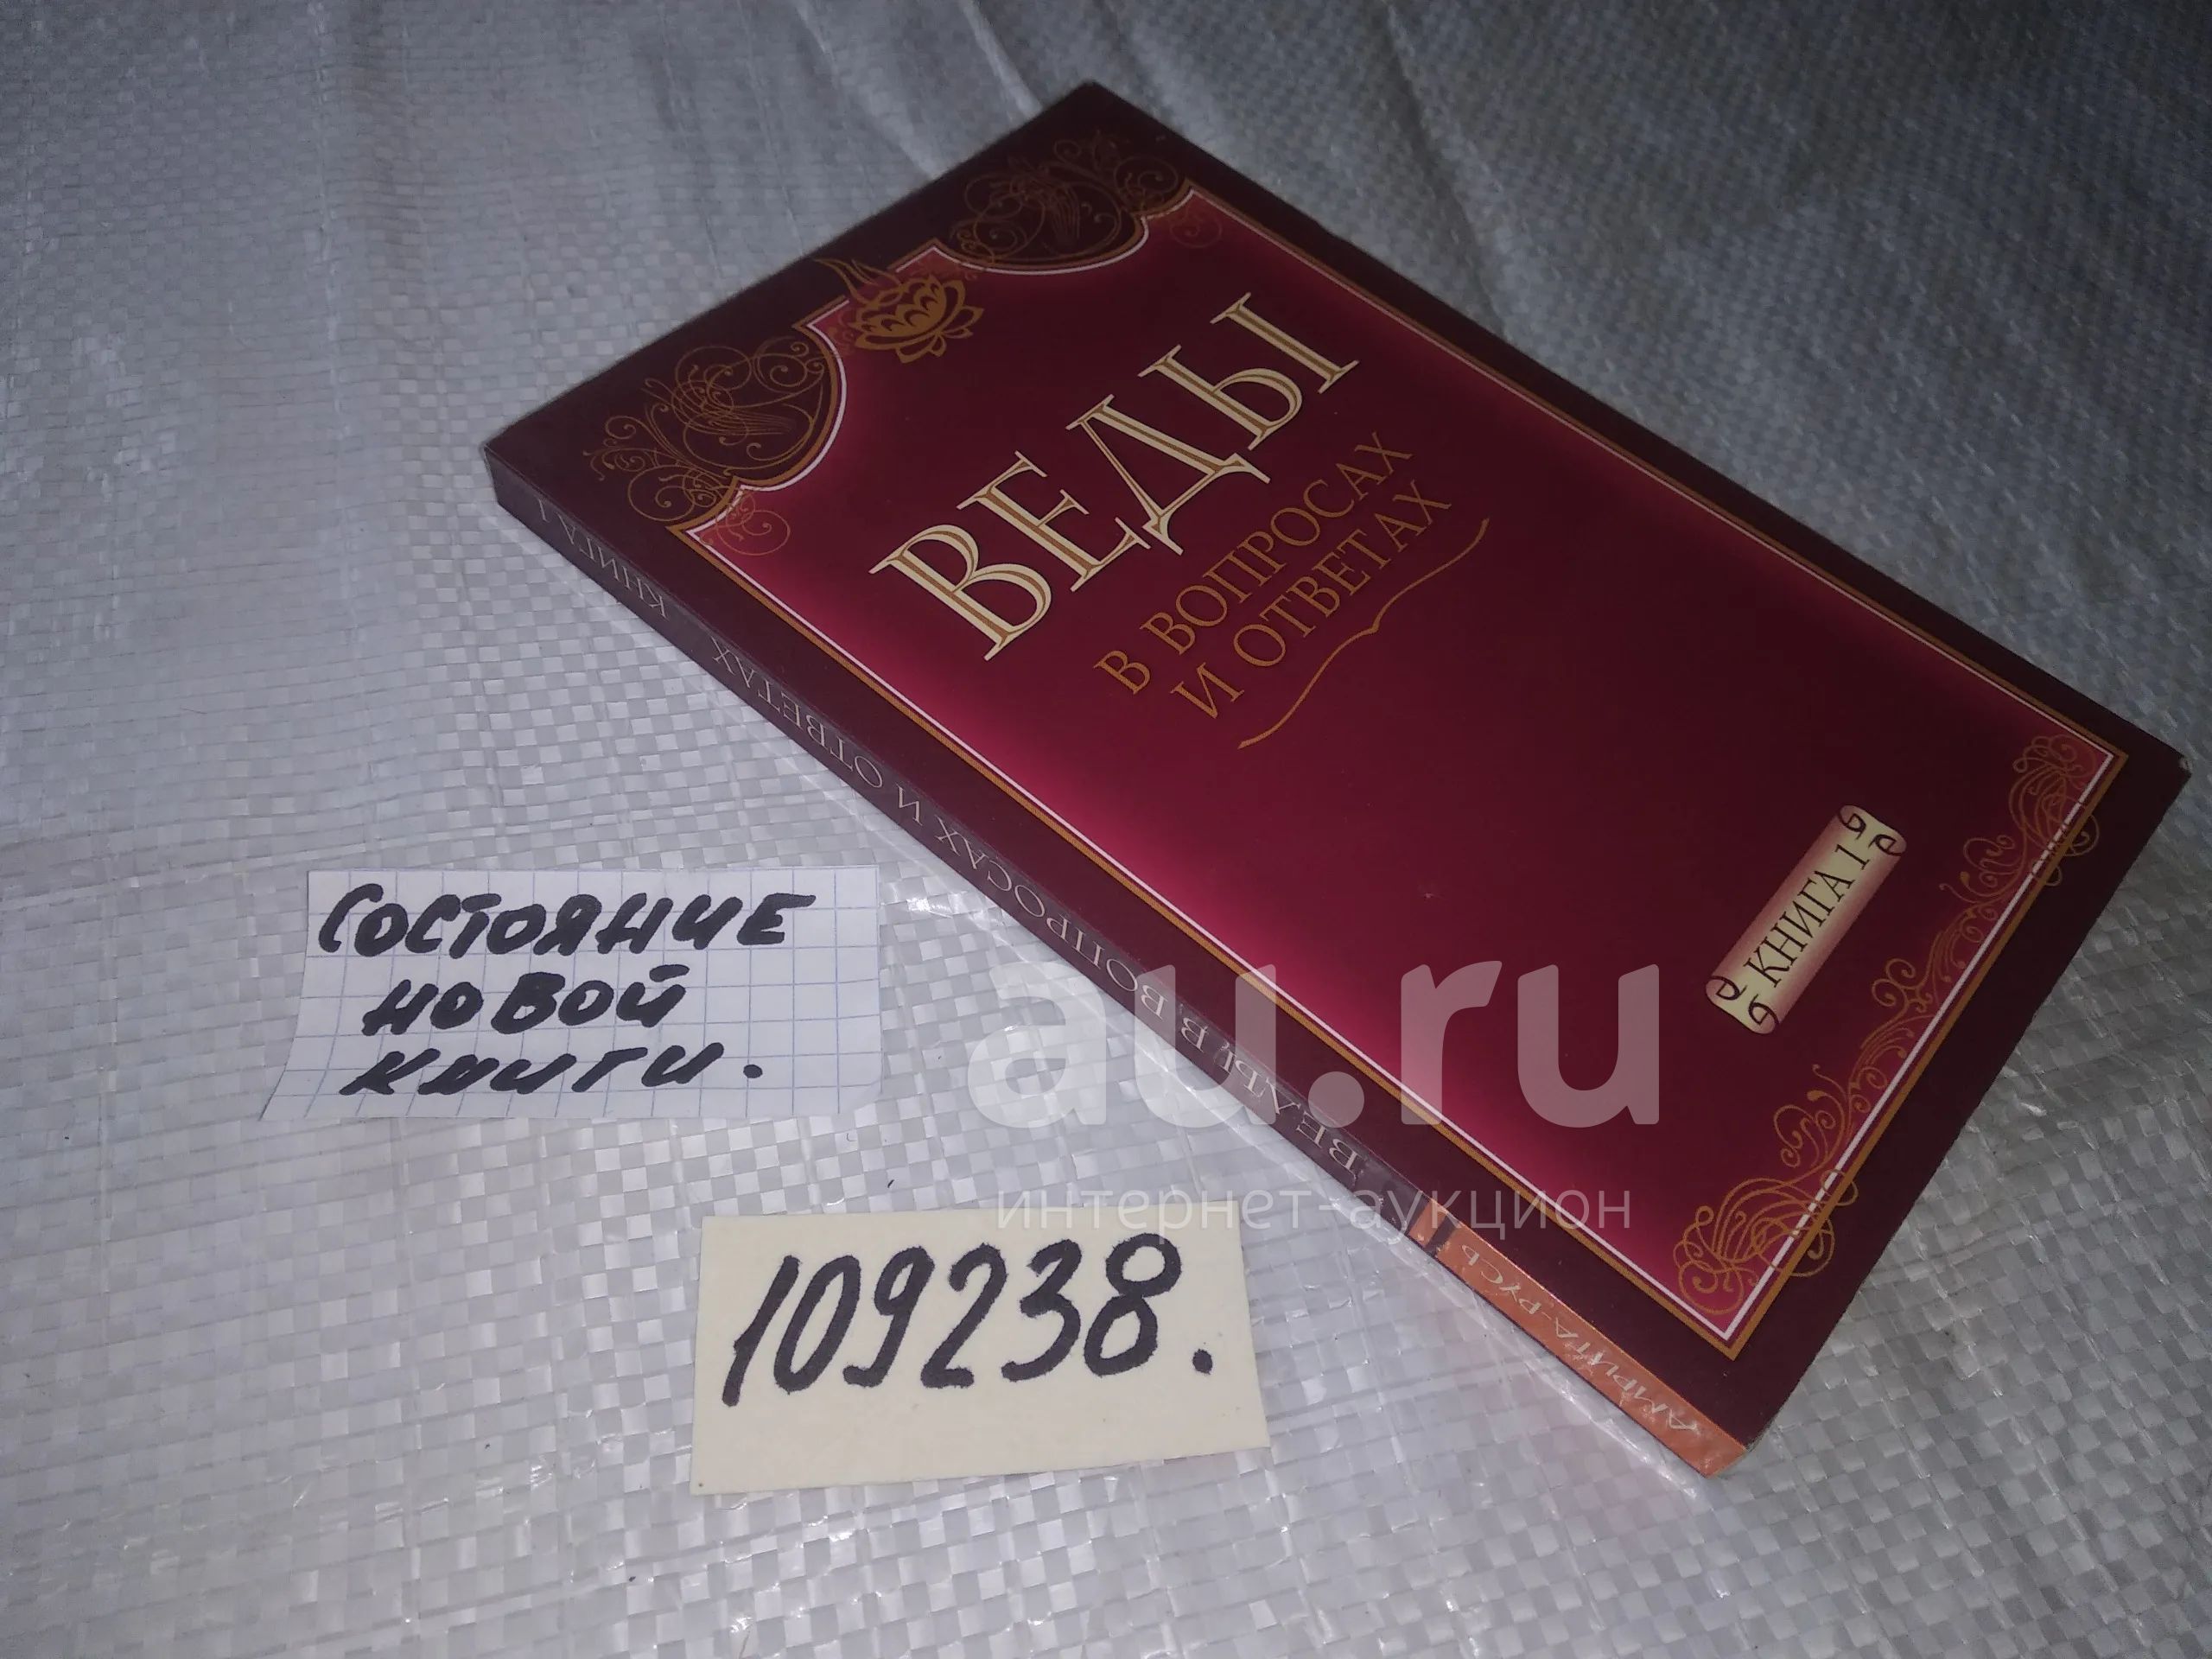 ВЕДЫ
В ВОПРОСАХ
И ОТВЕТАХ
КНИГА 1
АМРИТА-РУСЬ ВЕДЫ В ВОПРОСАХ И ОТВЕТАХ КНИГА 1
СОСТОЯНИЕ
НОВОЙ
КНИГИ.
au.ru
интернет-аукцион
109238.